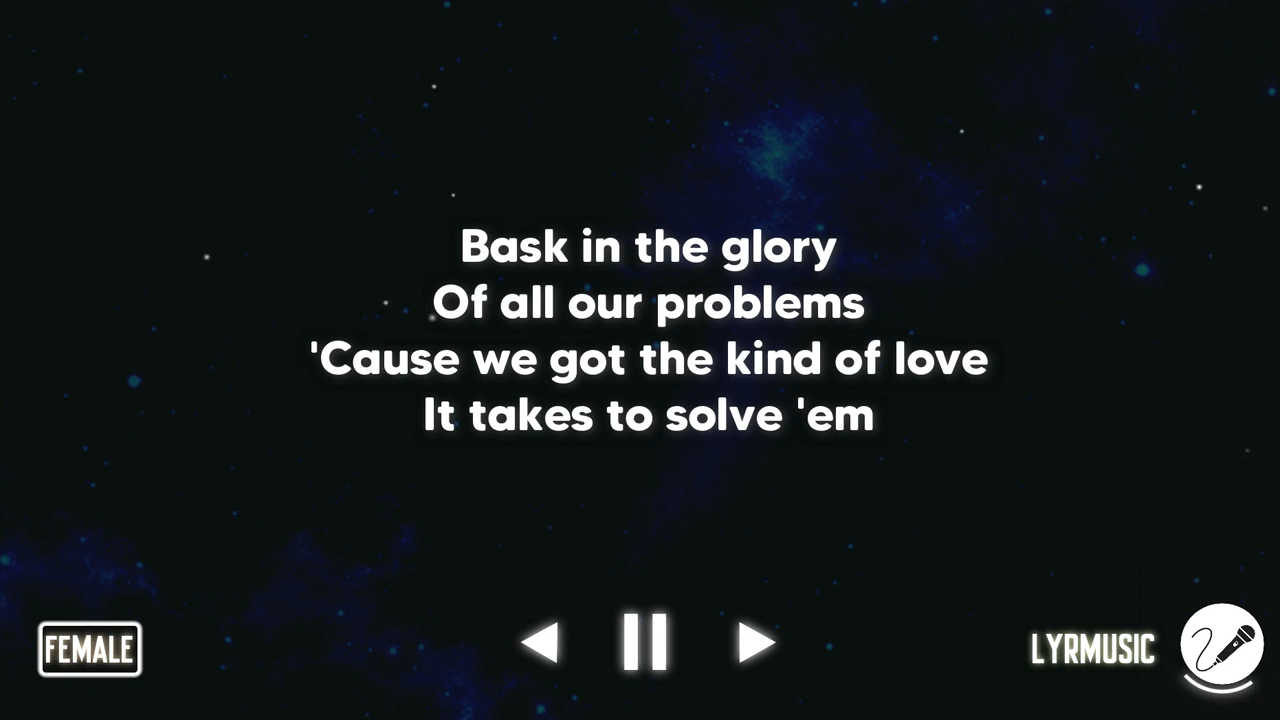 Bask in the glory
Of all our problems
'Cause we got the kind of love
It takes to solve 'em
FEMALE
LYRMUSIC